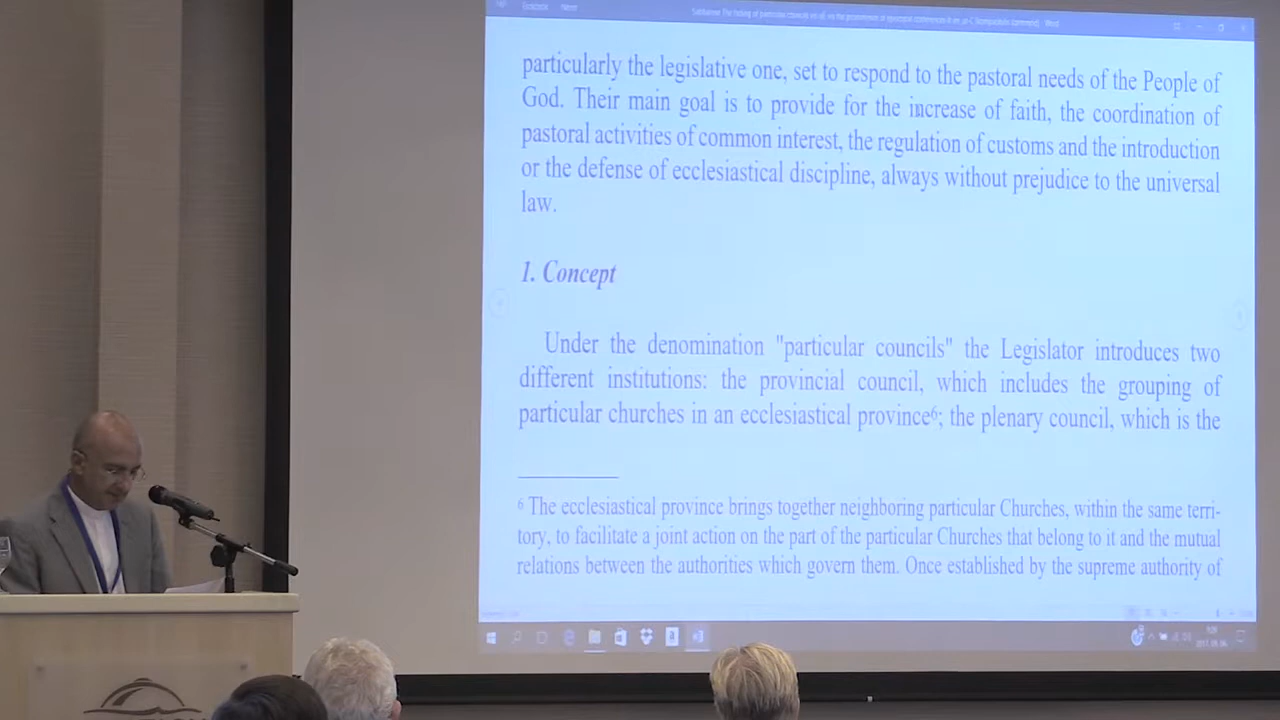 particularly the legislative one, set to respond to the pastoral needs of the People of
God. Their main goal is to provide for the increase of faith, the coordination of
pastoral activities of common interest, the regulation of customs and the introduction
or the defense of ecclesiastical discipline, always without prejudice to the universal
law.
1. Concept
Under the denomination "particular councils" the Legislator introduces two
different institutions: the provincial council, which includes the grouping of
particular churches in an ecclesiastical province6; the plenary council, which is the
6 The ecclesiastical province brings together neighboring particular Churches, within the same terri-
tory, to facilitate a joint action on the part of the particular Churches that belong to it and the mutual
relations between the authorities which govern them. Once established by the supreme authority of